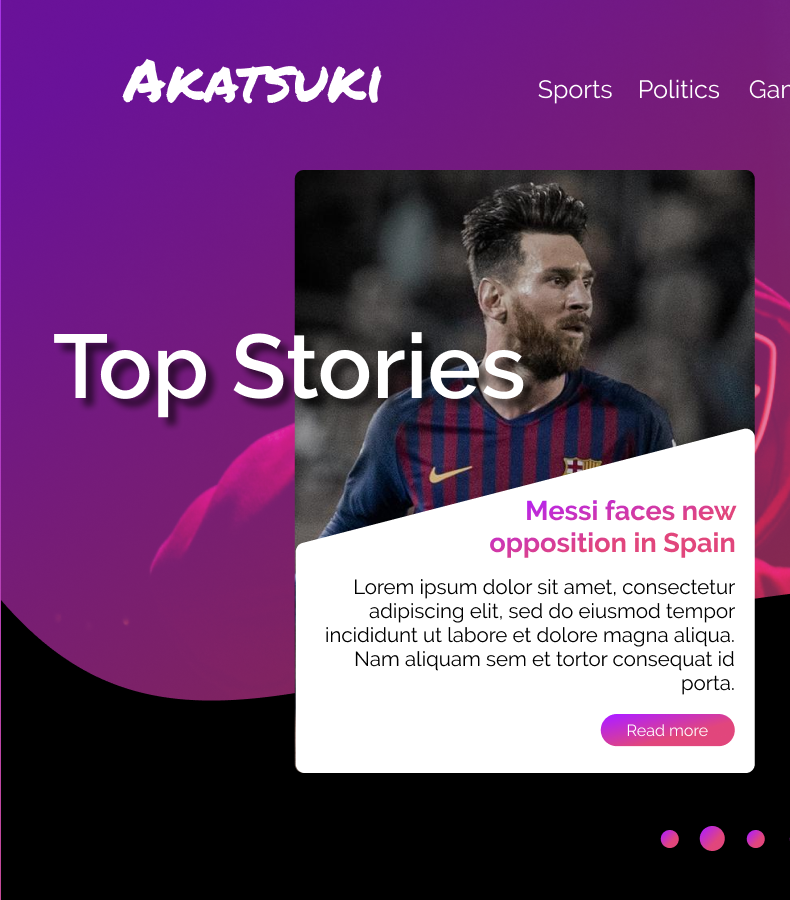 AKATSUKI
Sports Politics
Top Stories
Messi faces new
opposition in Spain
Lorem ipsum dolor sit amet, consectetur
adipiscing elit, sed do eiusmod tempor
incididunt ut labore et dolore magna aliqua.
Nam aliquam sem et tortor consequat id
porta.
Read more